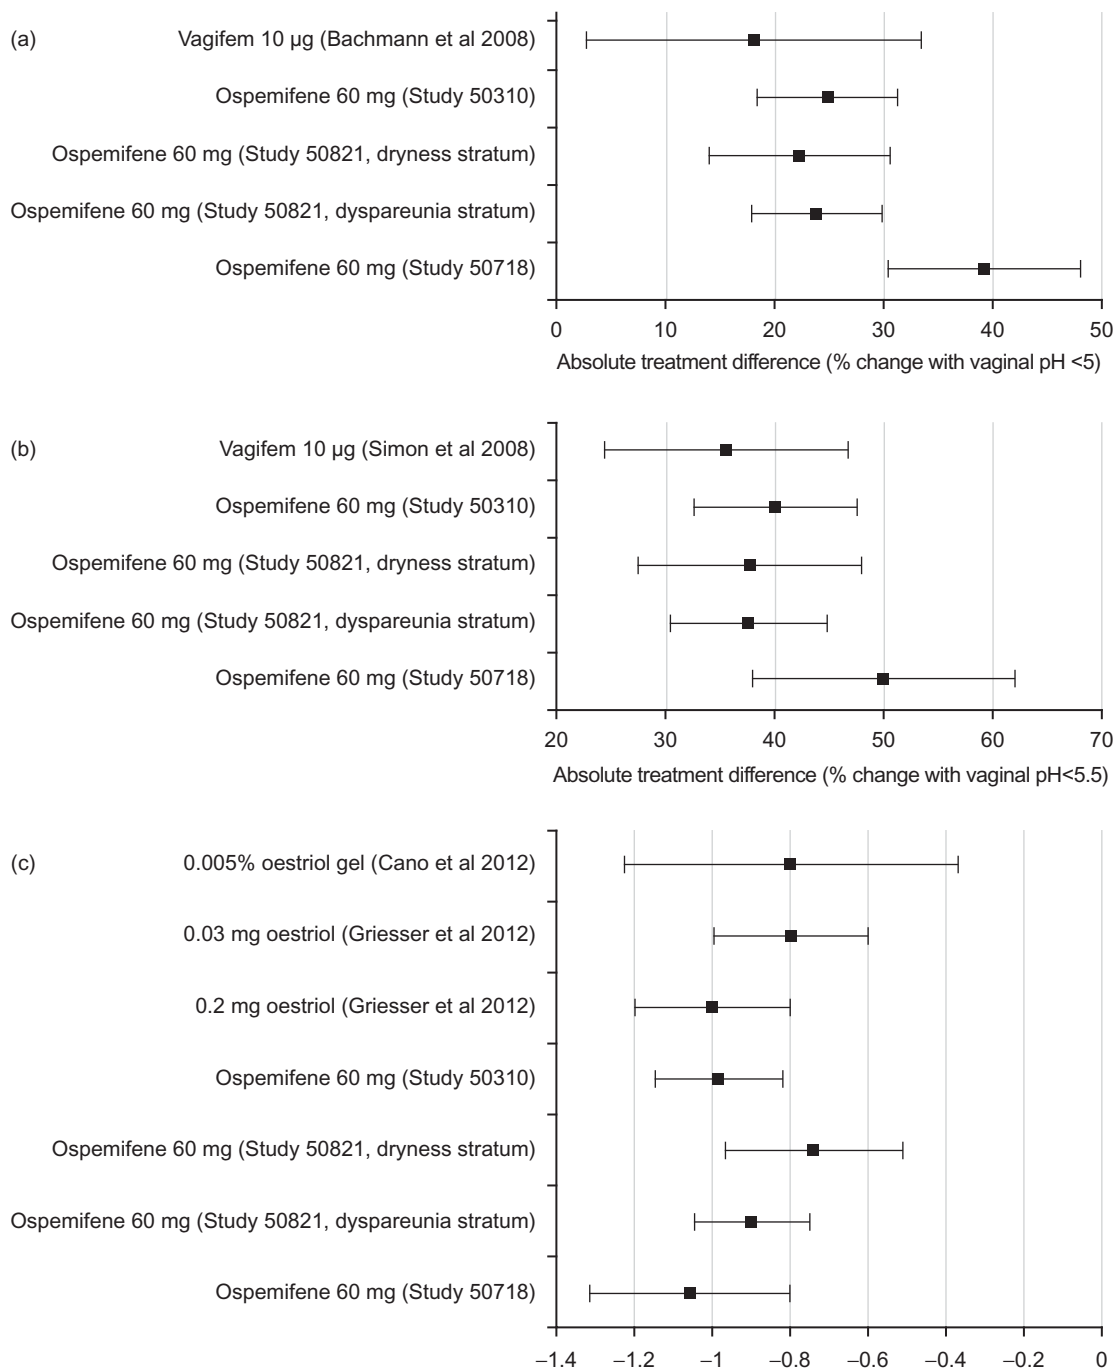 (a)
Vagifem 10 µg (Bachmann et al 2008)
Ospemifene 60 mg (Study 50310)
Ospemifene 60 mg (Study 50821, dryness stratum)
Ospemifene 60 mg (Study 50821, dyspareunia stratum)
Ospemifene 60 mg (Study 50718)
0 10 20 30 40 50
Absolute treatment difference (% change with vaginal pH <5)
(b)
Vagifem 10 µg (Simon et al 2008)
Ospemifene 60 mg (Study 50310)
Ospemifene 60 mg (Study 50821, dryness stratum)
Ospemifene 60 mg (Study 50821, dyspareunia stratum)
Ospemifene 60 mg (Study 50718)
20 30 40 50 60 70
Absolute treatment difference (% change with vaginal pH<5.5)
(c)
0.005% oestriol gel (Cano et al 2012)
0.03 mg oestriol (Griesser et al 2012)
0.2 mg oestriol (Griesser et al 2012)
Ospemifene 60 mg (Study 50310)
Ospemifene 60 mg (Study 50821, dryness stratum)
Ospemifene 60 mg (Study 50821, dyspareunia stratum)
Ospemifene 60 mg (Study 50718)
–1.4 –1.2 –1 –0.8 –0.6 –0.4 –0.2 0